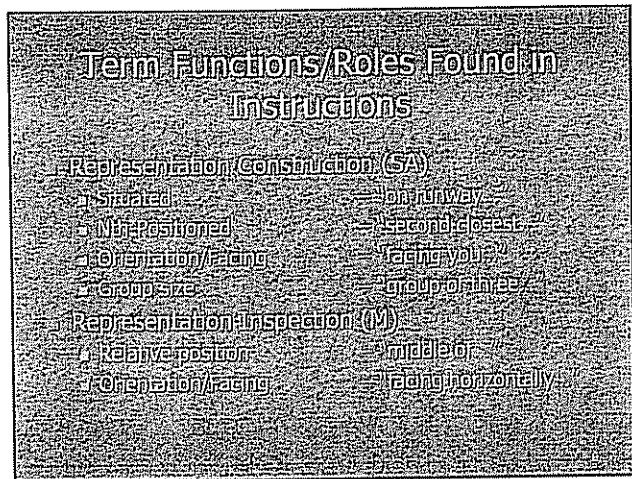 Term Functions/Roles Found in
Instructions
Representation Construction (SA)
Situated – "on runway…"
Nth-Positioned – "second closest…"
Orientation/Facing – "facing you…"
Group Size – "group of three…"
Representation Inspection (M)
Relative position – "middle of…"
Orientation/Facing – "facing horizontally…"